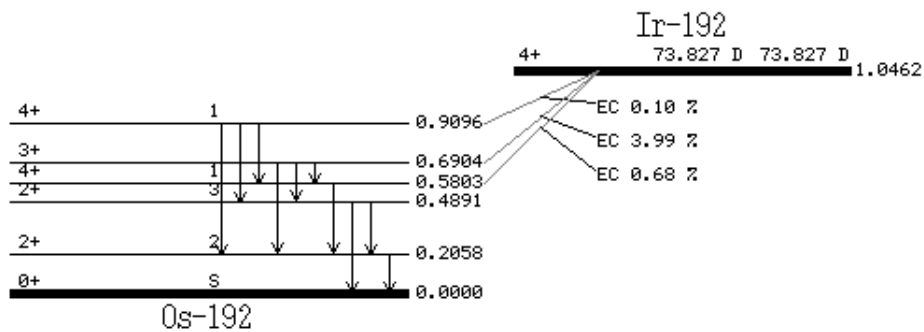 Ir-192
4+ 73.827 D 73.827 D
1.0462
EC 0.10 %
EC 3.99 %
EC 0.68 %
4+ 1 0.9096
3+ 0.6904
4+ 1 0.5803
2+ 3 0.4891
2+ 2 0.2058
0+ S 0.0000
Os-192